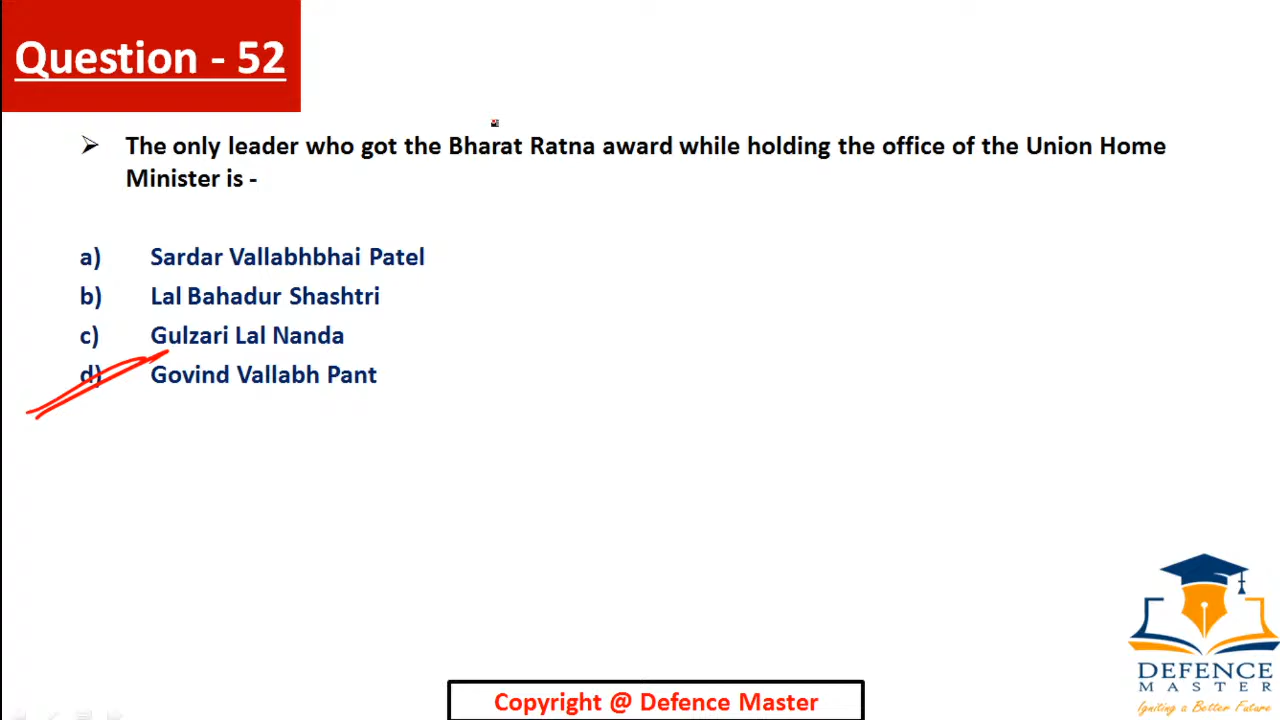 Question - 52
The only leader who got the Bharat Ratna award while holding the office of the Union Home
Minister is -
a) Sardar Vallabhbhai Patel
b) Lal Bahadur Shashtri
c) Gulzari Lal Nanda
d) Govind Vallabh Pant
DEFENCE
MASTER
Igniting a Better Future
Copyright @ Defence Master